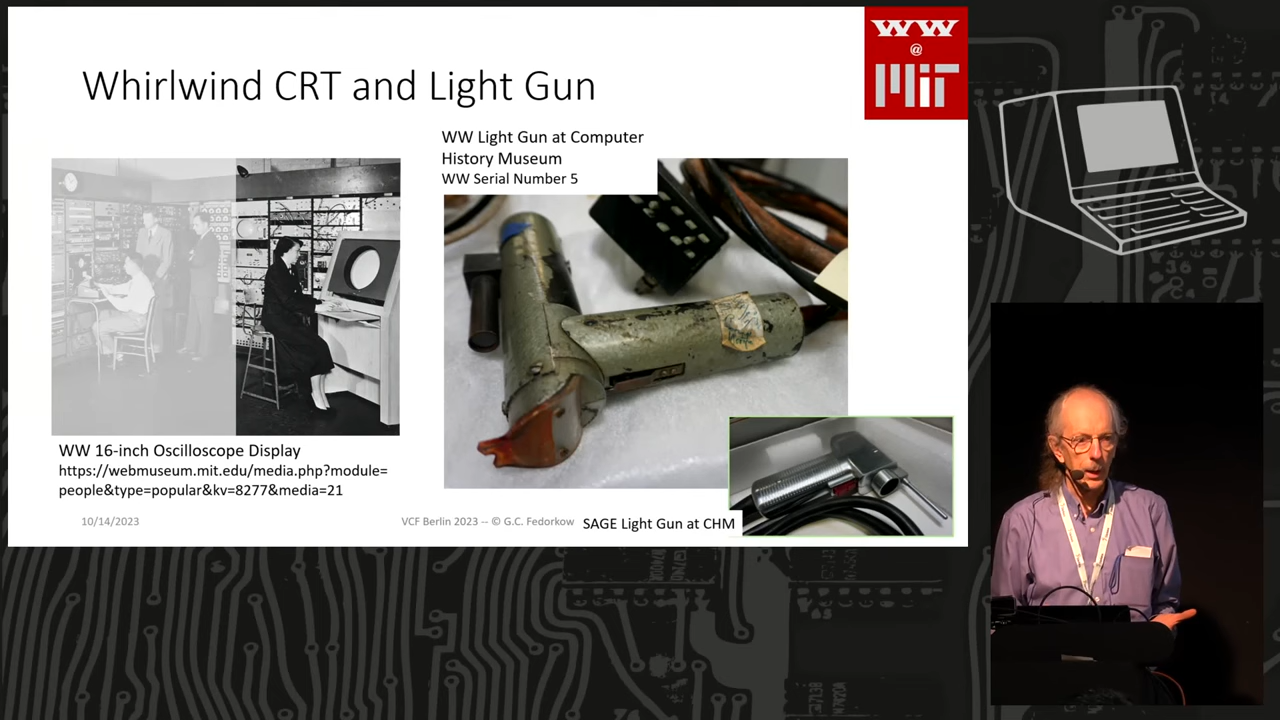 Whirlwind CRT and Light Gun
WW
@
MIT
WW Light Gun at Computer
History Museum
WW Serial Number 5
WW 16-inch Oscilloscope Display
https://webmuseum.mit.edu/media.php?module=
people&type=popular&kv=8277&media=21
10/14/2023
VCF Berlin 2023 -- © G.C. Fedorkow
SAGE Light Gun at CHM